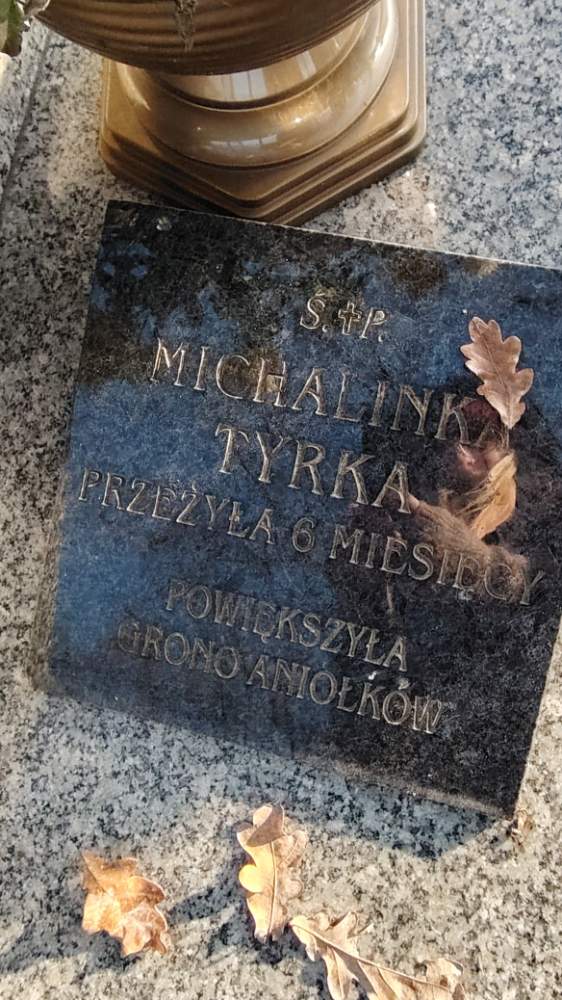 Ś. ✝ P.
MICHALINKA
TYRKA
PRZEŻYŁA 6 MIESIĘCY
POWIĘKSZYŁA
GRONO ANIOŁKÓW